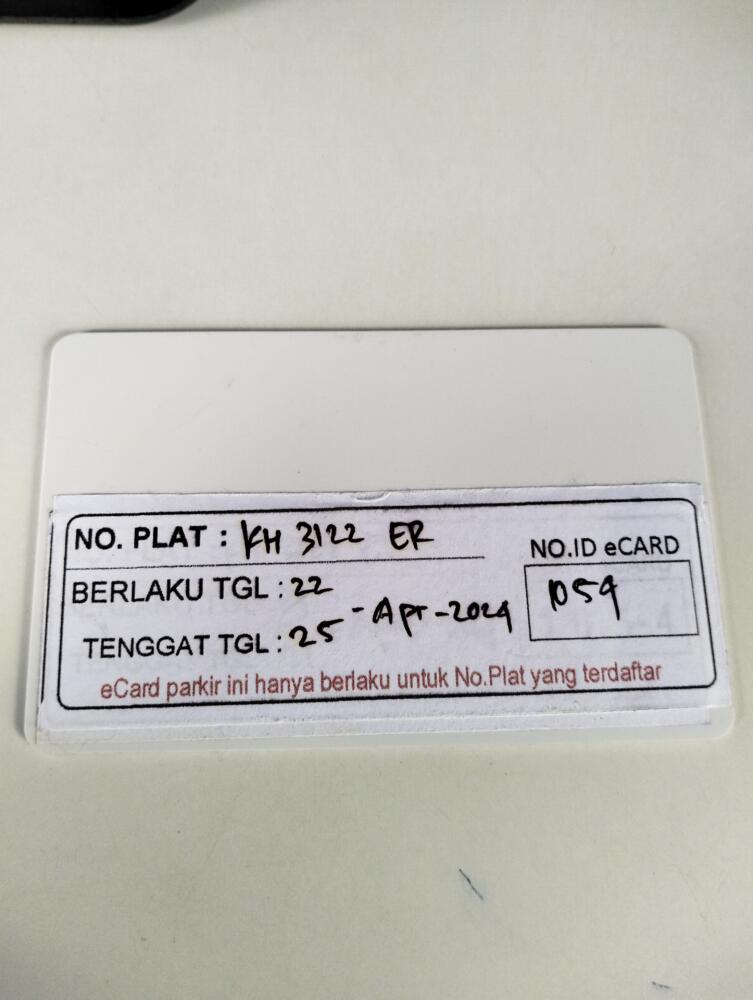 NO. PLAT : KH 3122 ER
NO.ID eCARD
BERLAKU TGL : 22
1059
TENGGAT TGL : 25 -Apr-2024
eCard parkir ini hanya berlaku untuk No.Plat yang terdaftar